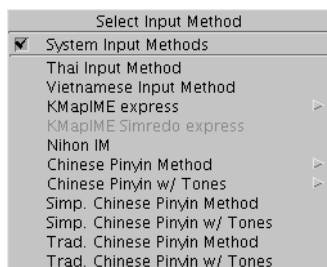 Select Input Method
System Input Methods
Thai Input Method
Vietnamese Input Method
KMapIME express
KMapIME Simredo express
Nihon IM
Chinese Pinyin Method
Chinese Pinyin w/ Tones
Simp. Chinese Pinyin Method
Simp. Chinese Pinyin w/ Tones
Trad. Chinese Pinyin Method
Trad. Chinese Pinyin w/ Tones